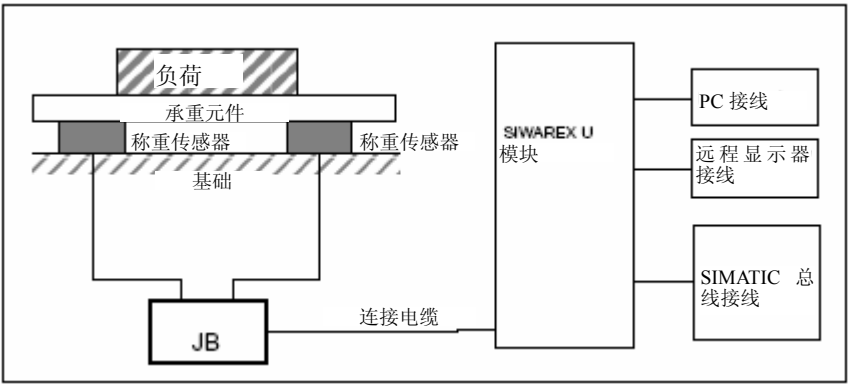 负荷
承重元件
称重传感器
称重传感器
基础
JB
连接电缆
SIWAREX U
模块
PC 接线
远程显示器
接线
SIMATIC 总
线接线